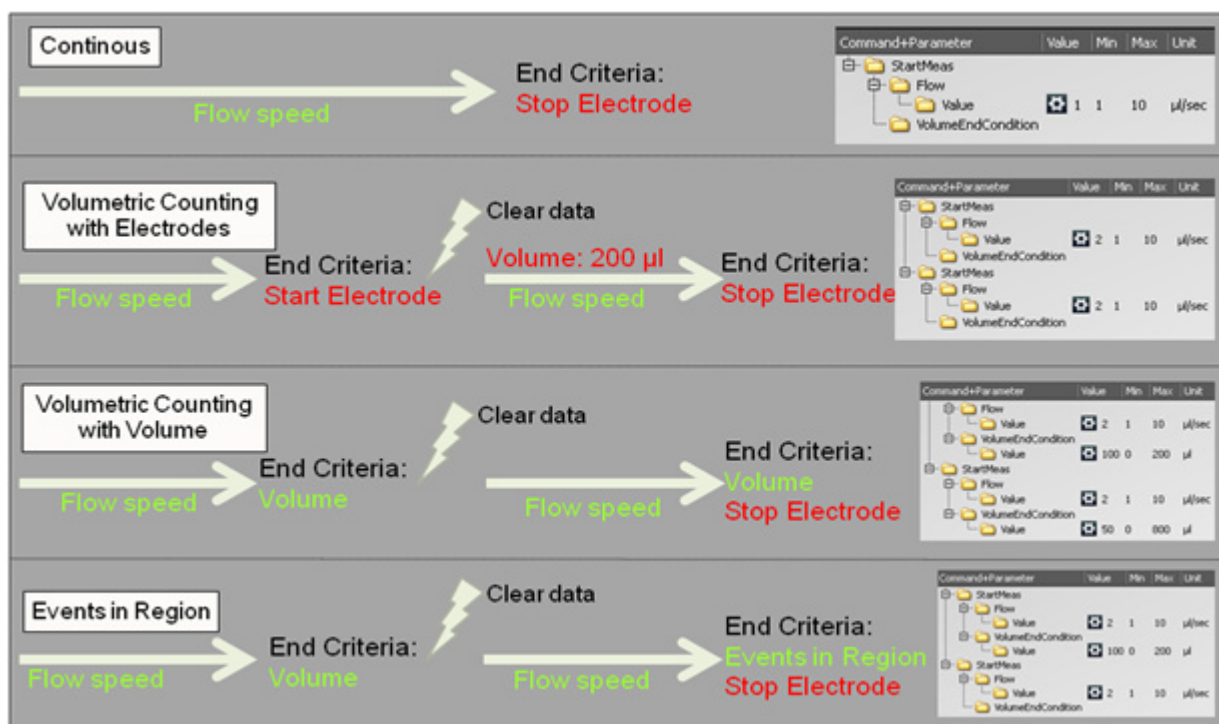 Continous
Flow speed
End Criteria:
Stop Electrode
Command+Parameter Value Min Max Unit
StartMeas
Flow
Value 1 1 10 µl/sec
VolumeEndCondition
Volumetric Counting
with Electrodes
Flow speed
End Criteria:
Start Electrode
Clear data
Volume: 200 µl
Flow speed
End Criteria:
Stop Electrode
Command+Parameter Value Min Max Unit
StartMeas
Flow
Value 2 1 10 µl/sec
VolumeEndCondition
StartMeas
Flow
Value 2 1 10 µl/sec
VolumeEndCondition
Volumetric Counting
with Volume
Flow speed
End Criteria:
Volume
Clear data
Flow speed
End Criteria:
Volume
Stop Electrode
Command+Parameter Value Min Max Unit
Flow
Value 2 1 10 µl/sec
VolumeEndCondition
Value 100 0 200 µl
StartMeas
Flow
Value 2 1 10 µl/sec
VolumeEndCondition
Value 50 0 800 µl
Events in Region
Flow speed
End Criteria:
Volume
Clear data
Flow speed
End Criteria:
Events in Region
Stop Electrode
Command+Parameter Value Min Max Unit
StartMeas
Flow
Value 2 1 10 µl/sec
VolumeEndCondition
Value 100 0 200 µl
StartMeas
Flow
Value 2 1 10 µl/sec
VolumeEndCondition